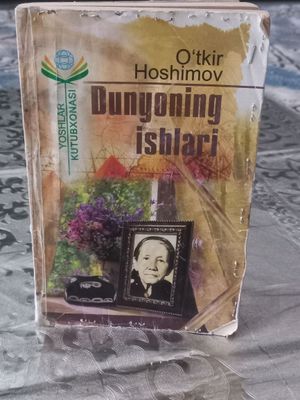 O‘tkir
Hoshimov
YOSHLAR
KUTUBXONASI
Dunyoning
ishlari